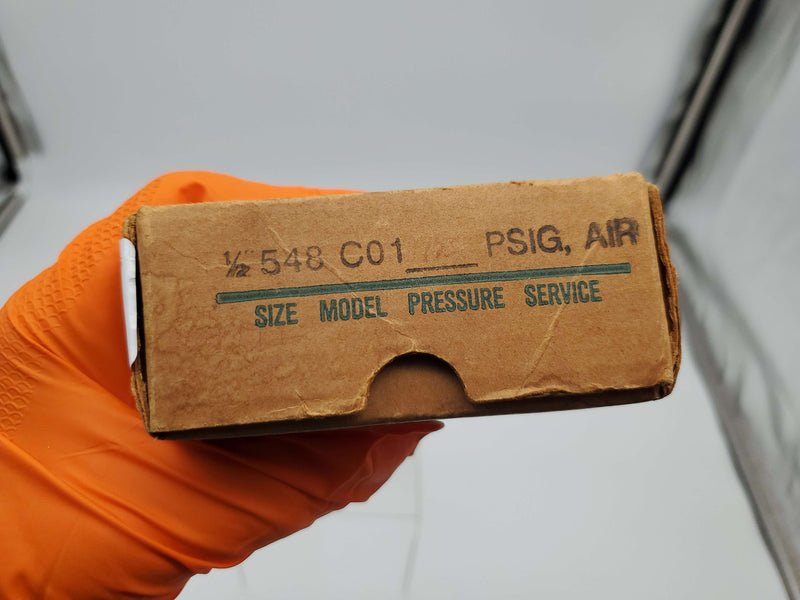 ½" 548 C01 PSIG, AIR
SIZE MODEL PRESSURE SERVICE